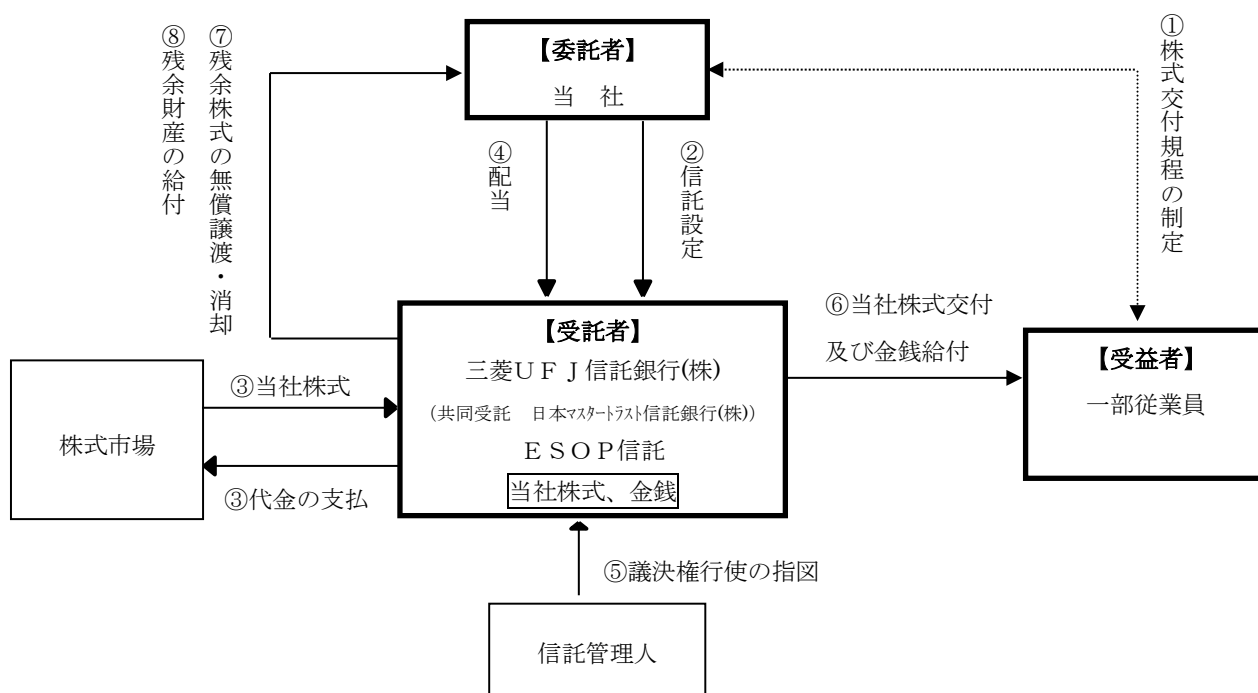 ⑧残余財産の給付
⑦残余株式の無償譲渡・消却
【委託者】
当 社
①株式交付規程の制定
④配当
②信託設定
【受託者】
三菱UFJ信託銀行(株)
(共同受託 日本マスタートラスト信託銀行(株))
ESOP信託
当社株式、金銭
⑥当社株式交付
及び金銭給付
【受益者】
一部従業員
株式市場
③当社株式
③代金の支払
⑤議決権行使の指図
信託管理人